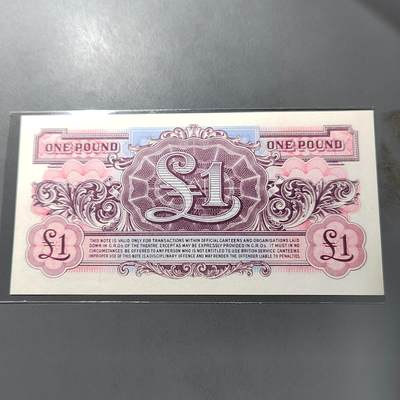 ONE POUND ONE POUND
£1
£1 £1
THIS NOTE IS VALID ONLY FOR TRANSACTIONS WITHIN OFFICIAL CANTEENS AND ORGANISATIONS LAID
DOWN IN G.R.O's OF THE THEATRE EXCEPT AS MAY BE EXPRESSLY PROVIDED IN G.R.O's. IT MUST IN NO
CIRCUMSTANCES BE OFFERED TO ANY PERSON WHO IS NOT ENTITLED TO USE BRITISH SERVICE CANTEENS.
IMPROPER USE OF THIS NOTE IS A DISCIPLINARY OFFENCE AND MAY RENDER THE OFFENDER LIABLE TO PENALTIES.